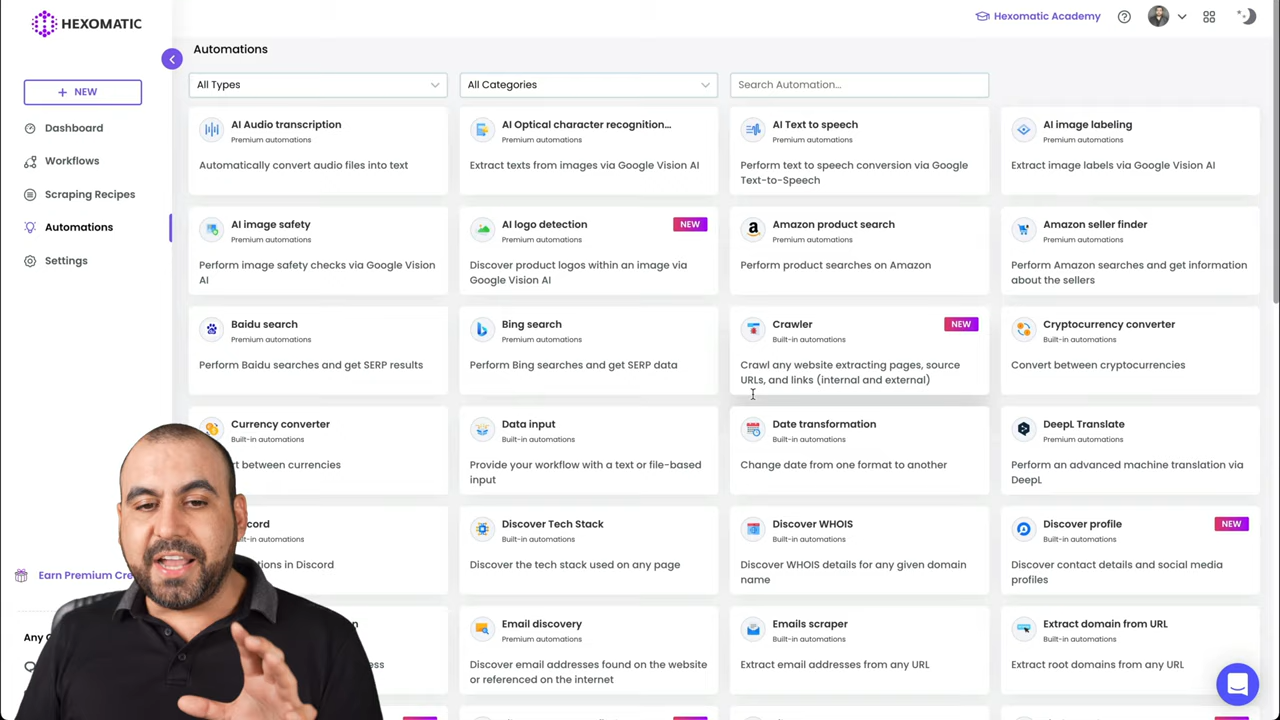 HEXOMATIC
Hexomatic Academy
Automations
NEW
All Types
All Categories
Search Automation...
Dashboard
Workflows
Scraping Recipes
Automations
Settings
AI Audio transcription
Premium automations
Automatically convert audio files into text
AI Optical character recognition...
Premium automations
Extract texts from images via Google Vision AI
AI Text to speech
Premium automations
Perform text to speech conversion via Google
Text-to-Speech
AI image labeling
Premium automations
Extract image labels via Google Vision AI
AI image safety
Premium automations
Perform image safety checks via Google Vision
AI
AI logo detection
NEW
Premium automations
Discover product logos within an image via
Google Vision AI
Amazon product search
Premium automations
Perform product searches on Amazon
Amazon seller finder
Premium automations
Perform Amazon searches and get information
about the sellers
Baidu search
Premium automations
Perform Baidu searches and get SERP results
Bing search
Premium automations
Perform Bing searches and get SERP data
Crawler
NEW
Built-in automations
Crawl any website extracting pages, source
URLs, and links (internal and external)
Cryptocurrency converter
Built-in automations
Convert between cryptocurrencies
Currency converter
Built-in automations
between currencies
Data input
Built-in automations
Provide your workflow with a text or file-based
input
Date transformation
Built-in automations
Change date from one format to another
DeepL Translate
Premium automations
Perform an advanced machine translation via
DeepL
cord
automations
in Discord
Discover Tech Stack
Built-in automations
Discover the tech stack used on any page
Discover WHOIS
Built-in automations
Discover WHOIS details for any given domain
name
Discover profile
NEW
Built-in automations
Discover contact details and social media
profiles
Earn Premium Cre
Any
Email discovery
Premium automations
Discover email addresses found on the website
or referenced on the internet
Emails scraper
Built-in automations
Extract email addresses from any URL
Extract domain from URL
Built-in automations
Extract root domains from any URL